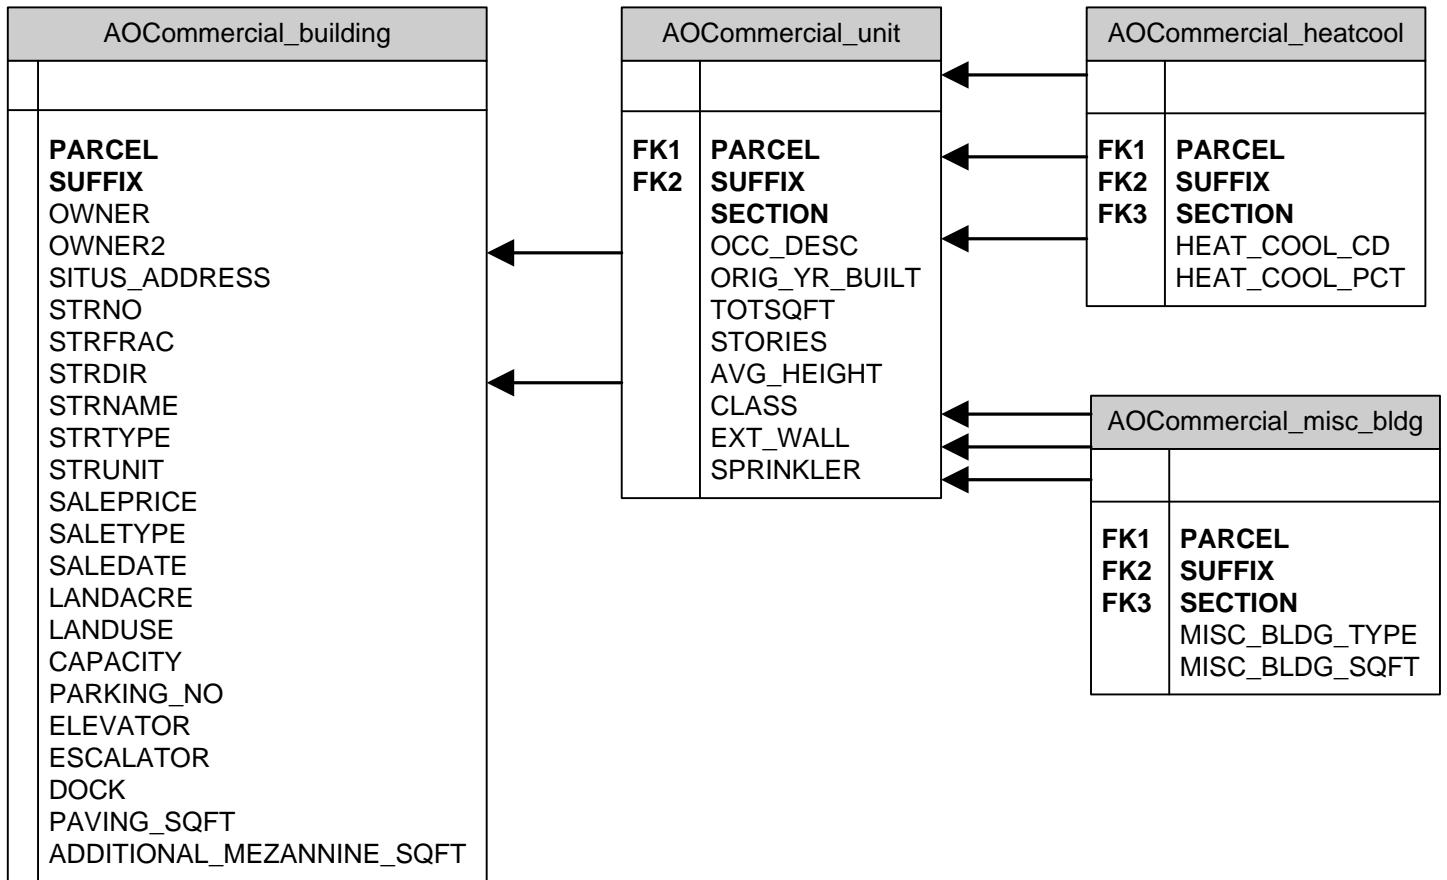 AOCommercial_building
PARCEL
SUFFIX
OWNER
OWNER2
SITUS_ADDRESS
STRNO
STRFRAC
STRDIR
STRNAME
STRTYPE
STRUNIT
SALEPRICE
SALETYPE
SALEDATE
LANDACRE
LANDUSE
CAPACITY
PARKING_NO
ELEVATOR
ESCALATOR
DOCK
PAVING_SQFT
ADDITIONAL_MEZANNINE_SQFT
AOCommercial_unit
FK1 PARCEL
FK2 SUFFIX
SECTION
OCC_DESC
ORIG_YR_BUILT
TOTSQFT
STORIES
AVG_HEIGHT
CLASS
EXT_WALL
SPRINKLER
AOCommercial_heatcool
FK1 PARCEL
FK2 SUFFIX
FK3 SECTION
HEAT_COOL_CD
HEAT_COOL_PCT
AOCommercial_misc_bldg
FK1 PARCEL
FK2 SUFFIX
FK3 SECTION
MISC_BLDG_TYPE
MISC_BLDG_SQFT